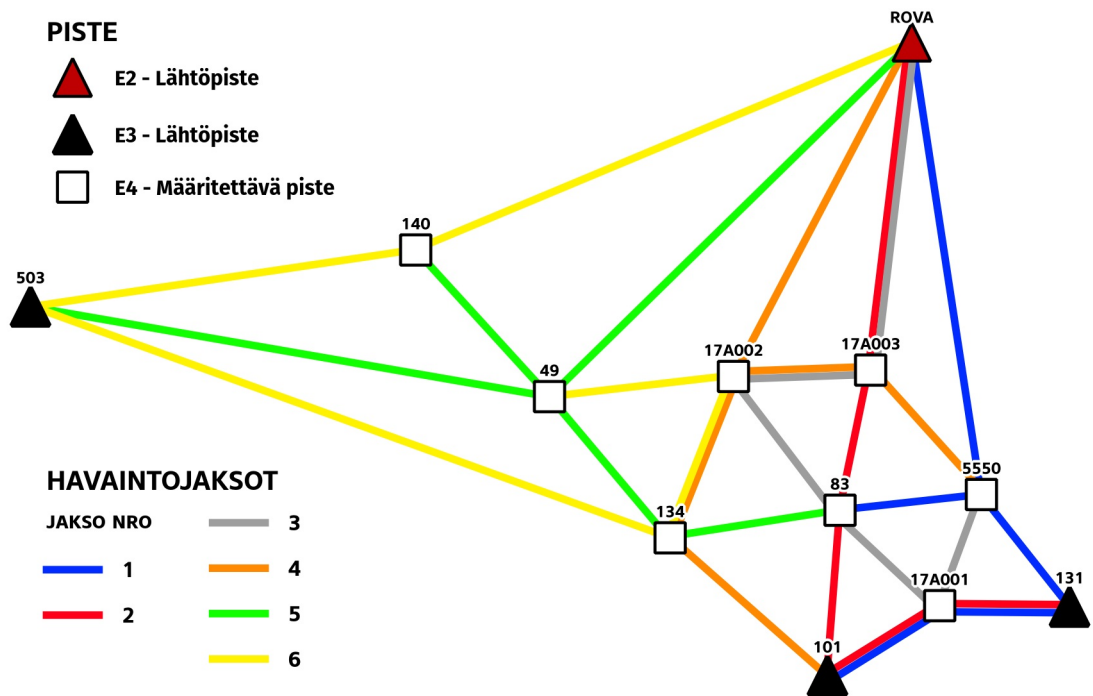 ROVA
PISTE
E2 - Lähtöpiste
E3 - Lähtöpiste
E4 - Määritettävä piste
140
503
17A002
17A003
49
5550
83
134
17A001
131
101
HAVAINTOJAKSOT
JAKSO NRO
1
2
3
4
5
6